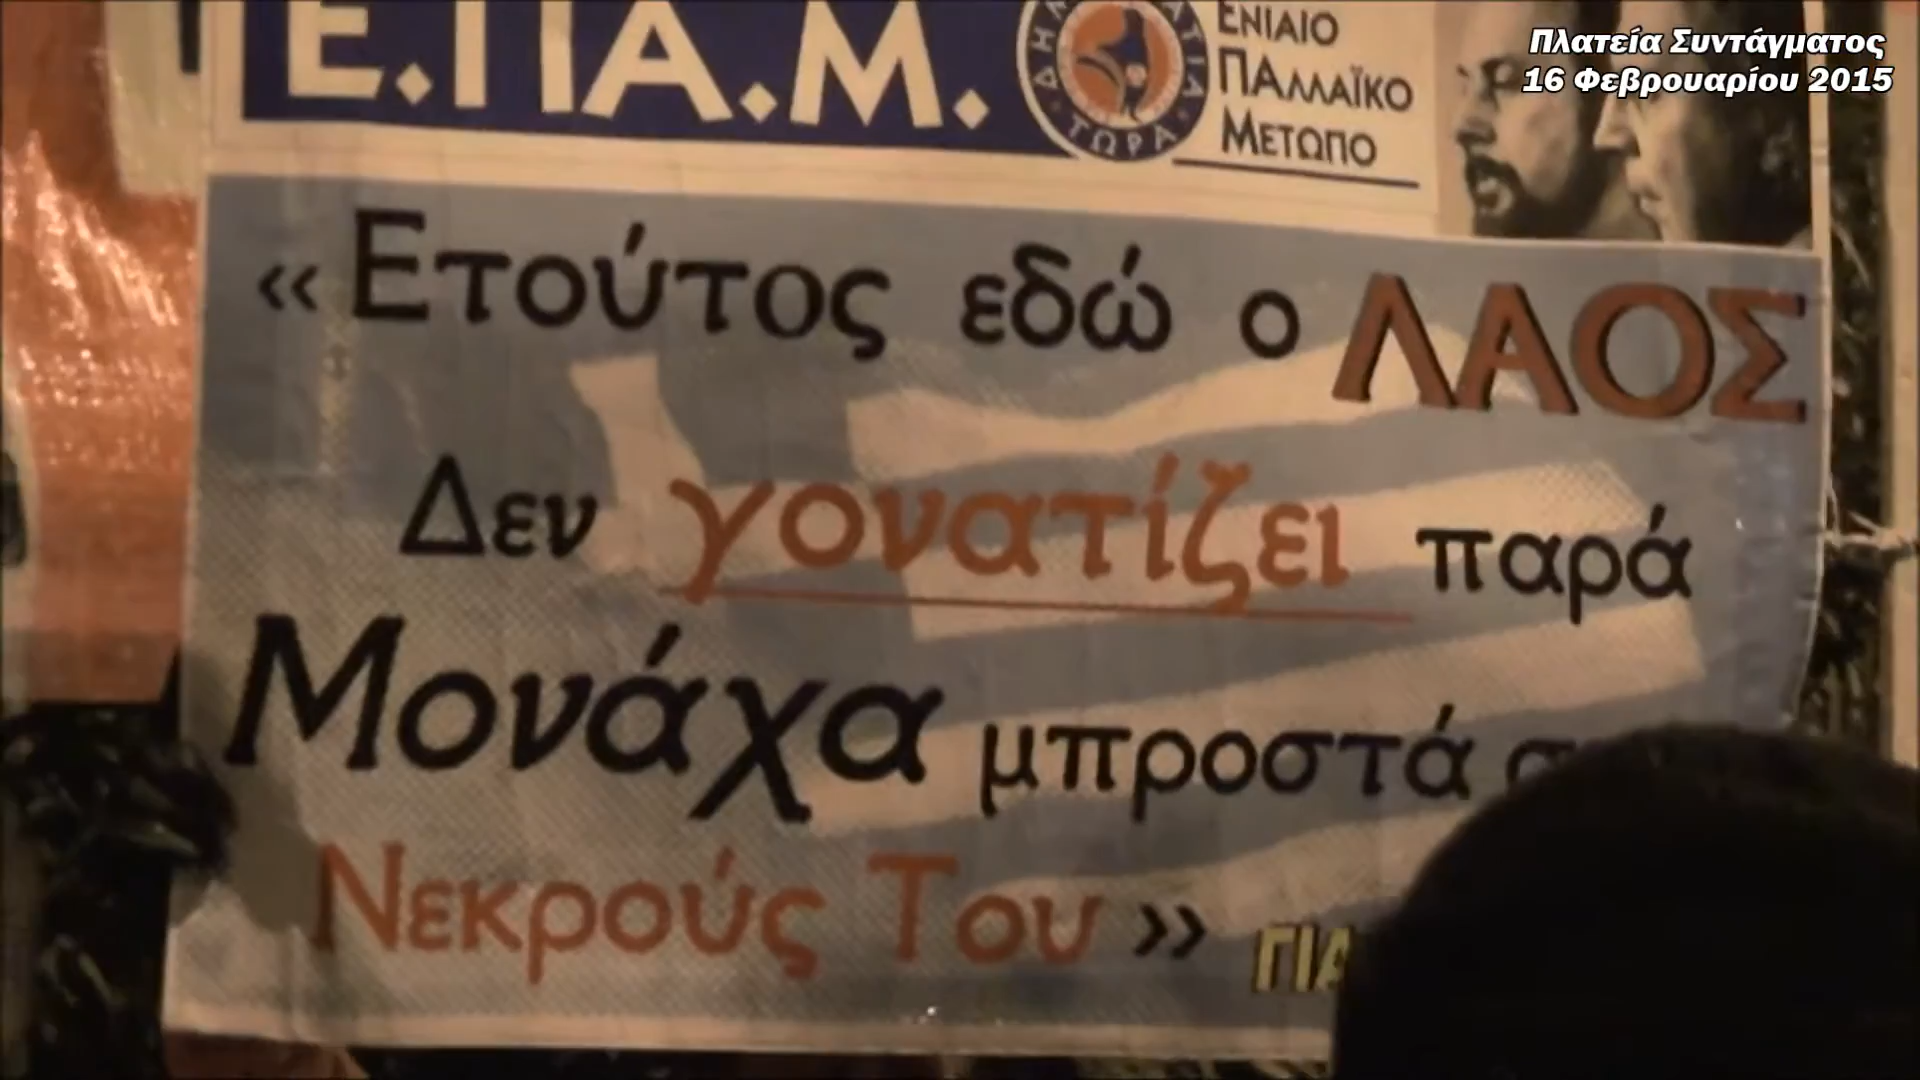 Πλατεία Συντάγματος
16 Φεβρουαρίου 2015
Ε.ΠΑ.Μ.
ΤΩΡΑ
ΕΝΙΑΙΟ
ΠΑλλΑΪΚΟ
ΜΕΤΩΠΟ
«Ετούτος εδώ ο ΛΑΟΣ
Δεν γονατίζει παρά
Μονάχα μπροστά
Νεκρούς Του»